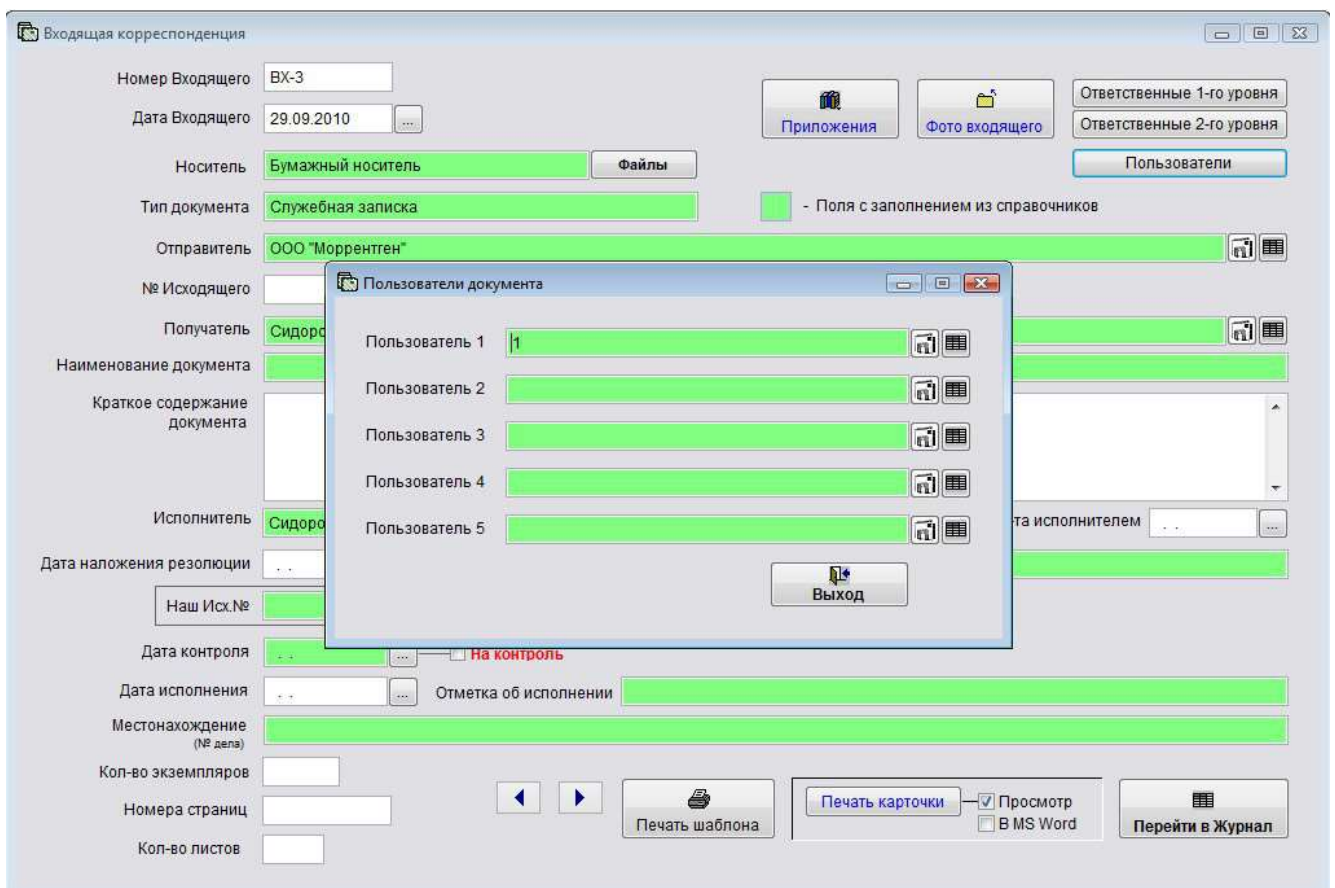 Входящая корреспонденция
Номер Входящего ВХ-3
Дата Входящего 29.09.2010 ...
Приложения
Фото входящего
Ответственные 1-го уровня
Ответственные 2-го уровня
Пользователи
Носитель Бумажный носитель Файлы
Тип документа Служебная записка
- Поля с заполнением из справочников
Отправитель ООО "Моррентген"
№ Исходящего
Получатель
Наименование документа
Краткое содержание
документа
Пользователи документа
Пользователь 1 1
Пользователь 2
Пользователь 3
Пользователь 4
Пользователь 5
Выход
Исполнитель исполнителем . . ...
Дата наложения резолюции . .
Наш Исх.№
Дата контроля . . ... На контроль
Дата исполнения . . ... Отметка об исполнении
Местонахождение
(№ дела)
Кол-во экземпляров
Номера страниц
Кол-во листов
Печать шаблона
Печать карточки Просмотр
В MS Word
Перейти в Журнал